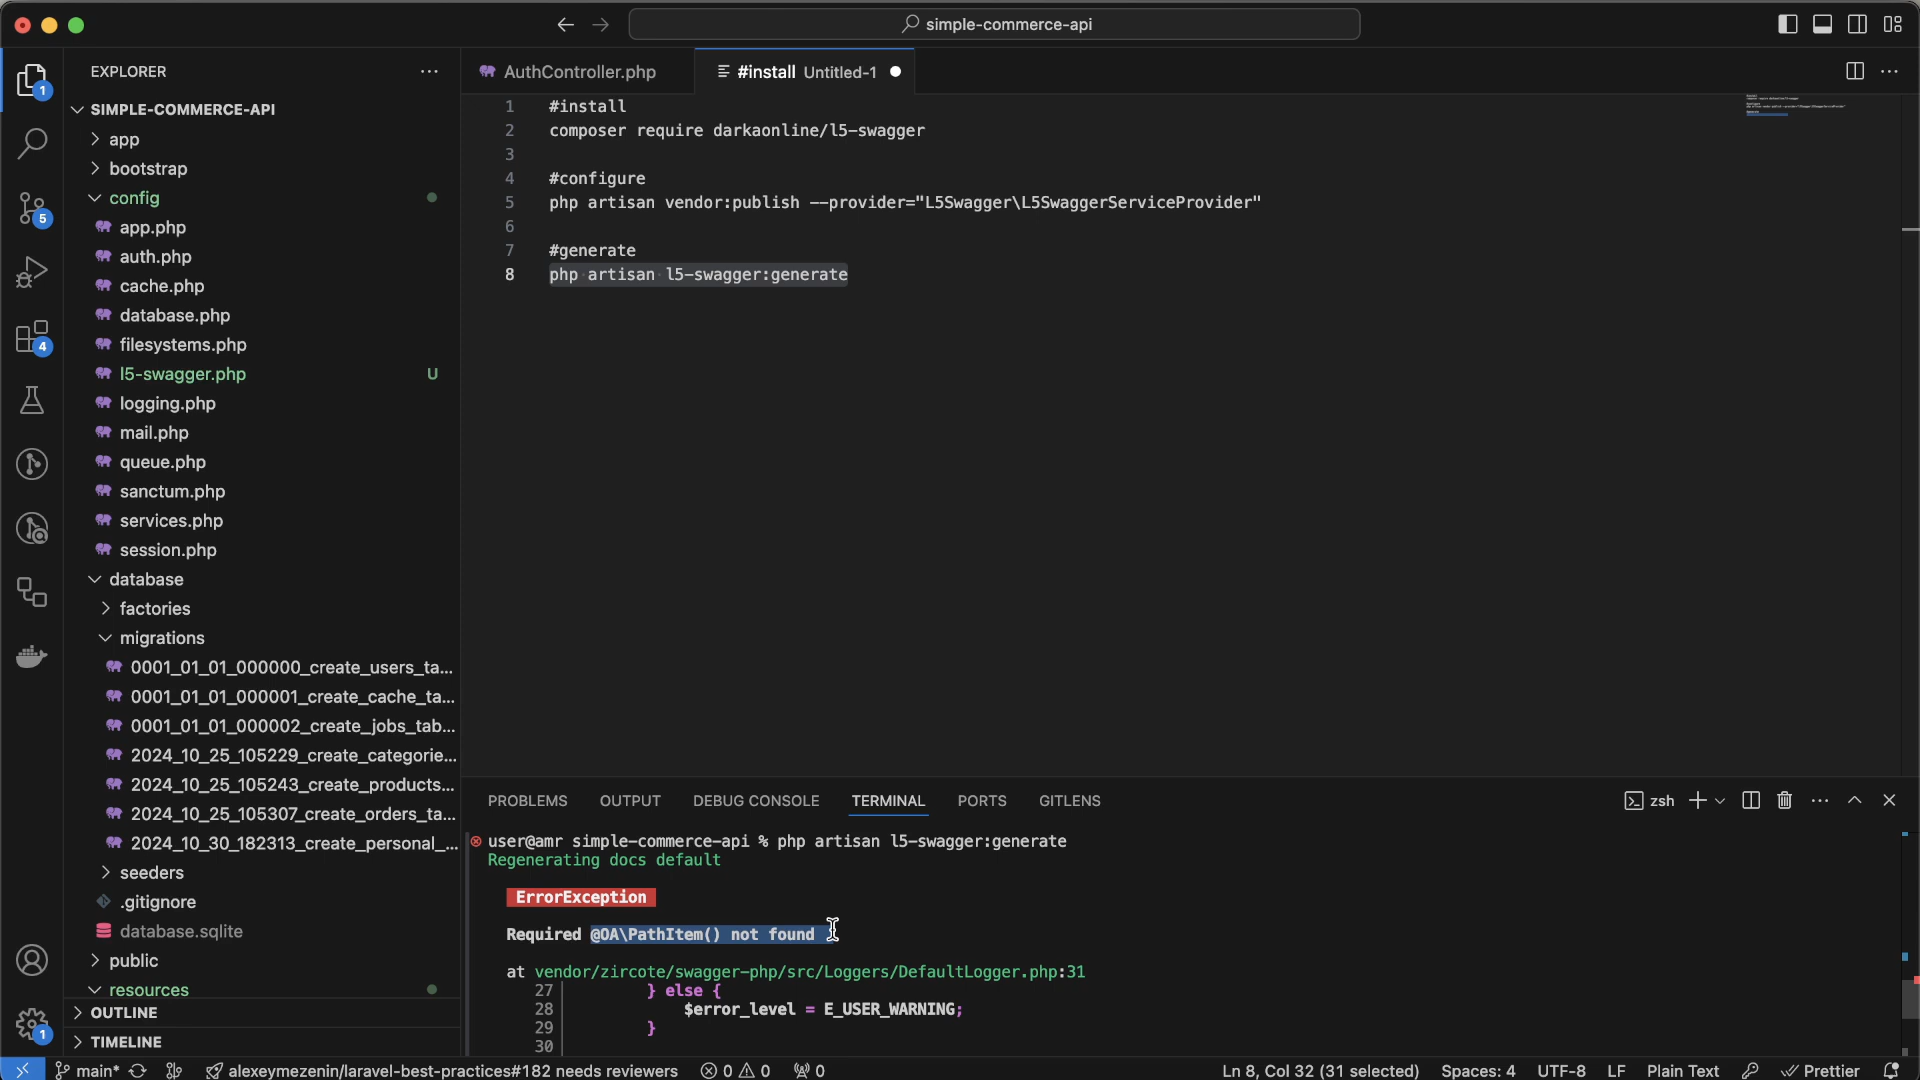 simple-commerce-api
EXPLORER
AuthController.php
#install Untitled-1
SIMPLE-COMMERCE-API
app
bootstrap
config
app.php
auth.php
cache.php
database.php
filesystems.php
l5-swagger.php U
logging.php
mail.php
queue.php
sanctum.php
services.php
session.php
database
factories
migrations
0001_01_01_000000_create_users_ta...
0001_01_01_000001_create_cache_ta...
0001_01_01_000002_create_jobs_tab...
2024_10_25_105229_create_categorie...
2024_10_25_105243_create_products...
2024_10_25_105307_create_orders_ta...
2024_10_30_182313_create_personal_...
seeders
.gitignore
database.sqlite
public
resources
OUTLINE
TIMELINE
1
5
4
1
1 #install
2 composer require darkaonline/l5-swagger
3
4 #configure
5 php artisan vendor:publish --provider="L5Swagger\L5SwaggerServiceProvider"
6
7 #generate
8 php artisan l5-swagger:generate
PROBLEMS OUTPUT DEBUG CONSOLE TERMINAL PORTS GITLENS
zsh
user@amr simple-commerce-api % php artisan l5-swagger:generate
Regenerating docs default
ErrorException
Required @OA\PathItem() not found
at vendor/zircote/swagger-php/src/Loggers/DefaultLogger.php:31
27 } else {
28 $error_level = E_USER_WARNING;
29 }
30
main* alexeymezenin/laravel-best-practices#182 needs reviewers 0 0 0 Ln 8, Col 32 (31 selected) Spaces: 4 UTF-8 LF Plain Text Prettier